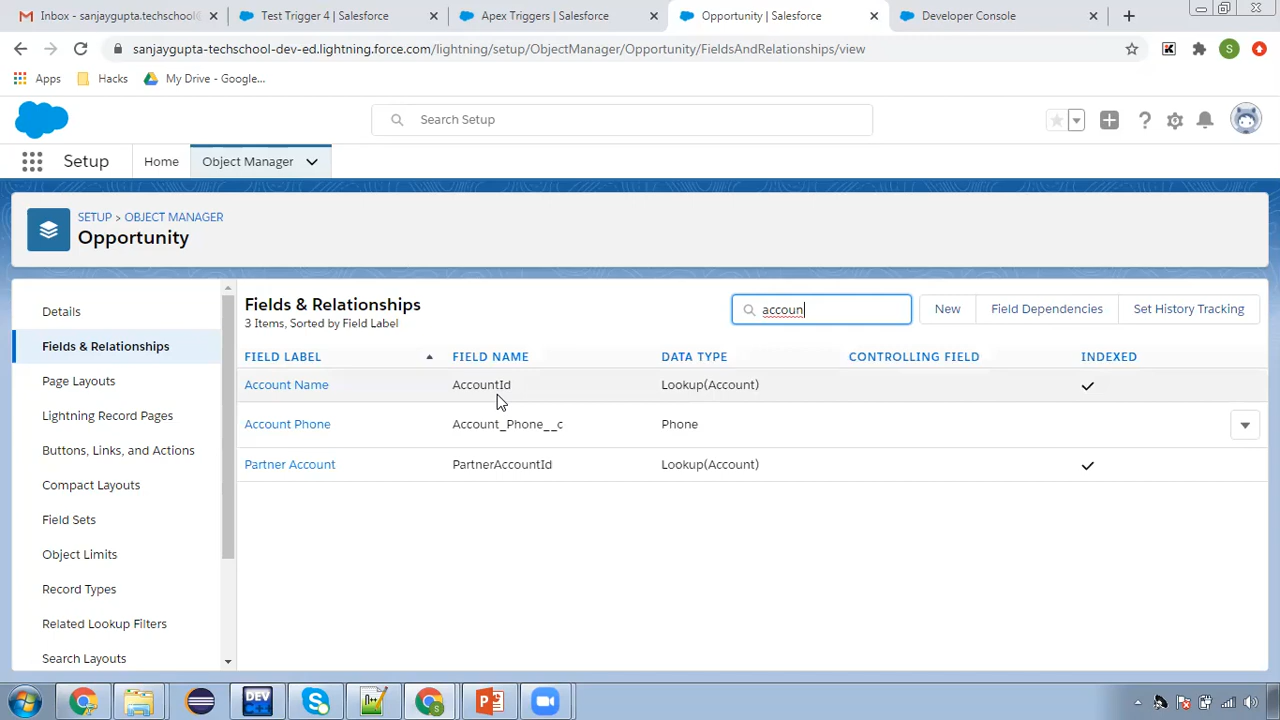 Inbox - sanjaygupta.techschool@
Test Trigger 4 | Salesforce
Apex Triggers | Salesforce
Opportunity | Salesforce
Developer Console
sanjaygupta-techschool-dev-ed.lightning.force.com/lightning/setup/ObjectManager/Opportunity/FieldsAndRelationships/view
S
Apps
Hacks
My Drive - Google...
Search Setup
Setup
Home
Object Manager
SETUP > OBJECT MANAGER
Opportunity
Details
Fields & Relationships
Page Layouts
Lightning Record Pages
Buttons, Links, and Actions
Compact Layouts
Field Sets
Object Limits
Record Types
Related Lookup Filters
Search Layouts
Fields & Relationships
3 Items, Sorted by Field Label
accoun
New
Field Dependencies
Set History Tracking
FIELD LABEL FIELD NAME DATA TYPE CONTROLLING FIELD INDEXED
Account Name AccountId Lookup(Account)
Account Phone Account_Phone__c Phone
Partner Account PartnerAccountId Lookup(Account)